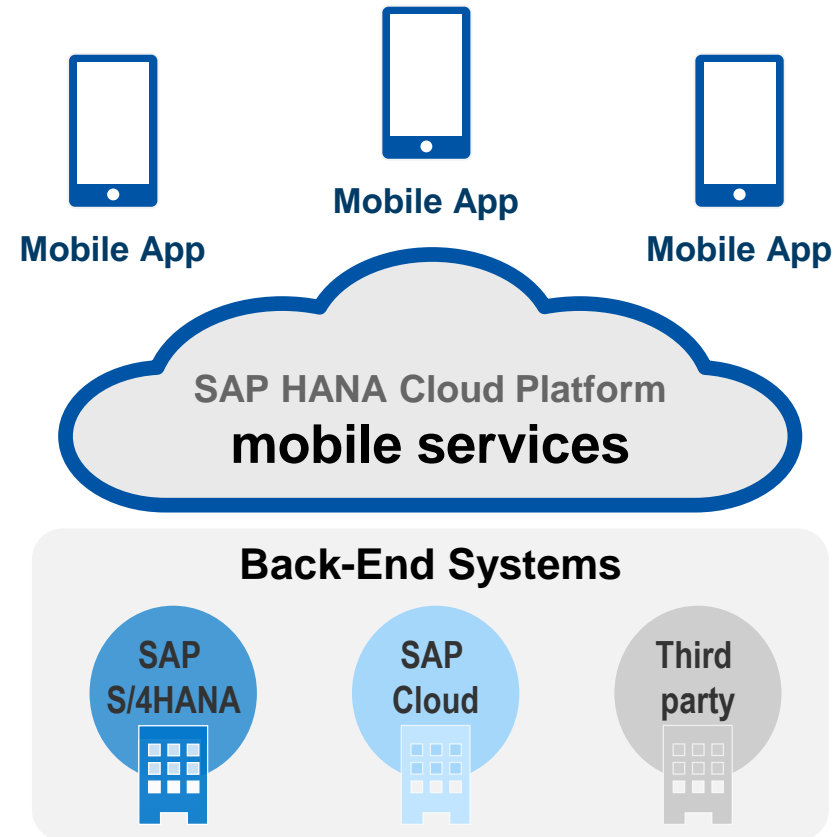 Mobile App
Mobile App
Mobile App
SAP HANA Cloud Platform
mobile services
Back-End Systems
SAP
S/4HANA
SAP
Cloud
Third
party